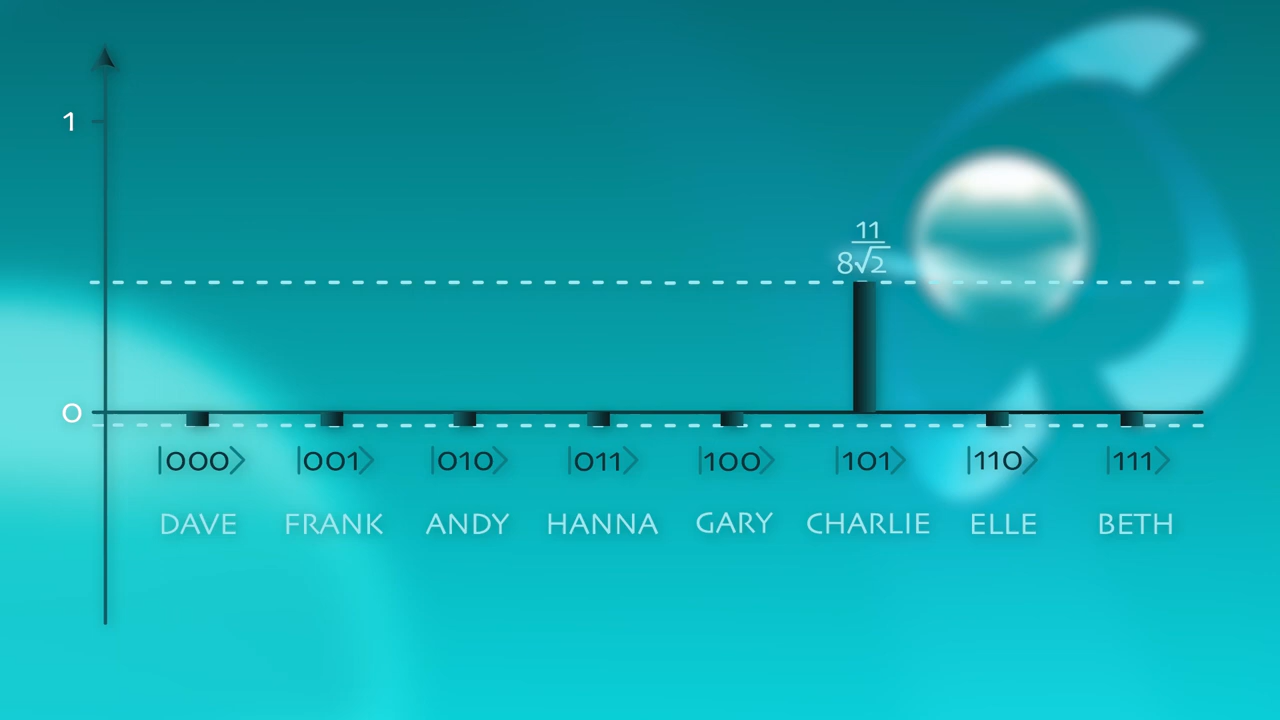 1
11
8√2
0
|000⟩ |001⟩ |010⟩ |011⟩ |100⟩ |101⟩ |110⟩ |111⟩
DAVE FRANK ANDY HANNA GARY CHARLIE ELLE BETH